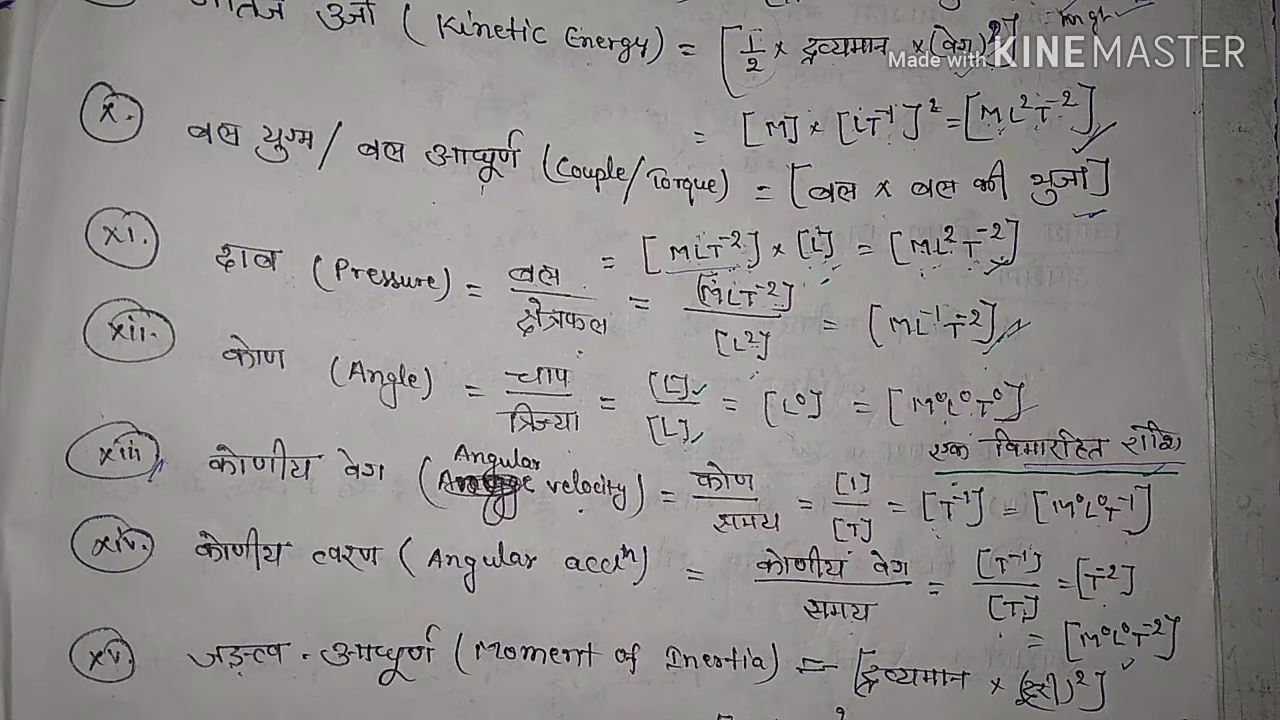 ऊर्जा (Kinetic Energy) = [1/2 × द्रव्यमान × (वेग)²] = mgh
Made with KINEMASTER
= [M] × [LT⁻¹]² = [ML²T⁻²]
x. बल युग्म / बल आघूर्ण (Couple/Torque) = [बल × बल की भुजा]
= [MLT⁻²] × [L] = [ML²T⁻²]
xi. दाब (Pressure) = बल/क्षेत्रफल = [MLT⁻²]/[L²] = [ML⁻¹T⁻²]
xii. कोण (Angle) = चाप/त्रिज्या = [L]/[L] = [L⁰] = [M⁰L⁰T⁰]
एक विमारहित राशि
xiii. कोणीय वेग (Angular velocity) = कोण/समय = [1]/[T] = [T⁻¹] = [M⁰L⁰T⁻¹]
xiv. कोणीय त्वरण (Angular accⁿ) = कोणीय वेग/समय = [T⁻¹]/[T] = [T⁻²]
= [M⁰L⁰T⁻²]
xv. जड़त्व-आघूर्ण (Moment of Inertia) = [द्रव्यमान × (दूरी)²]